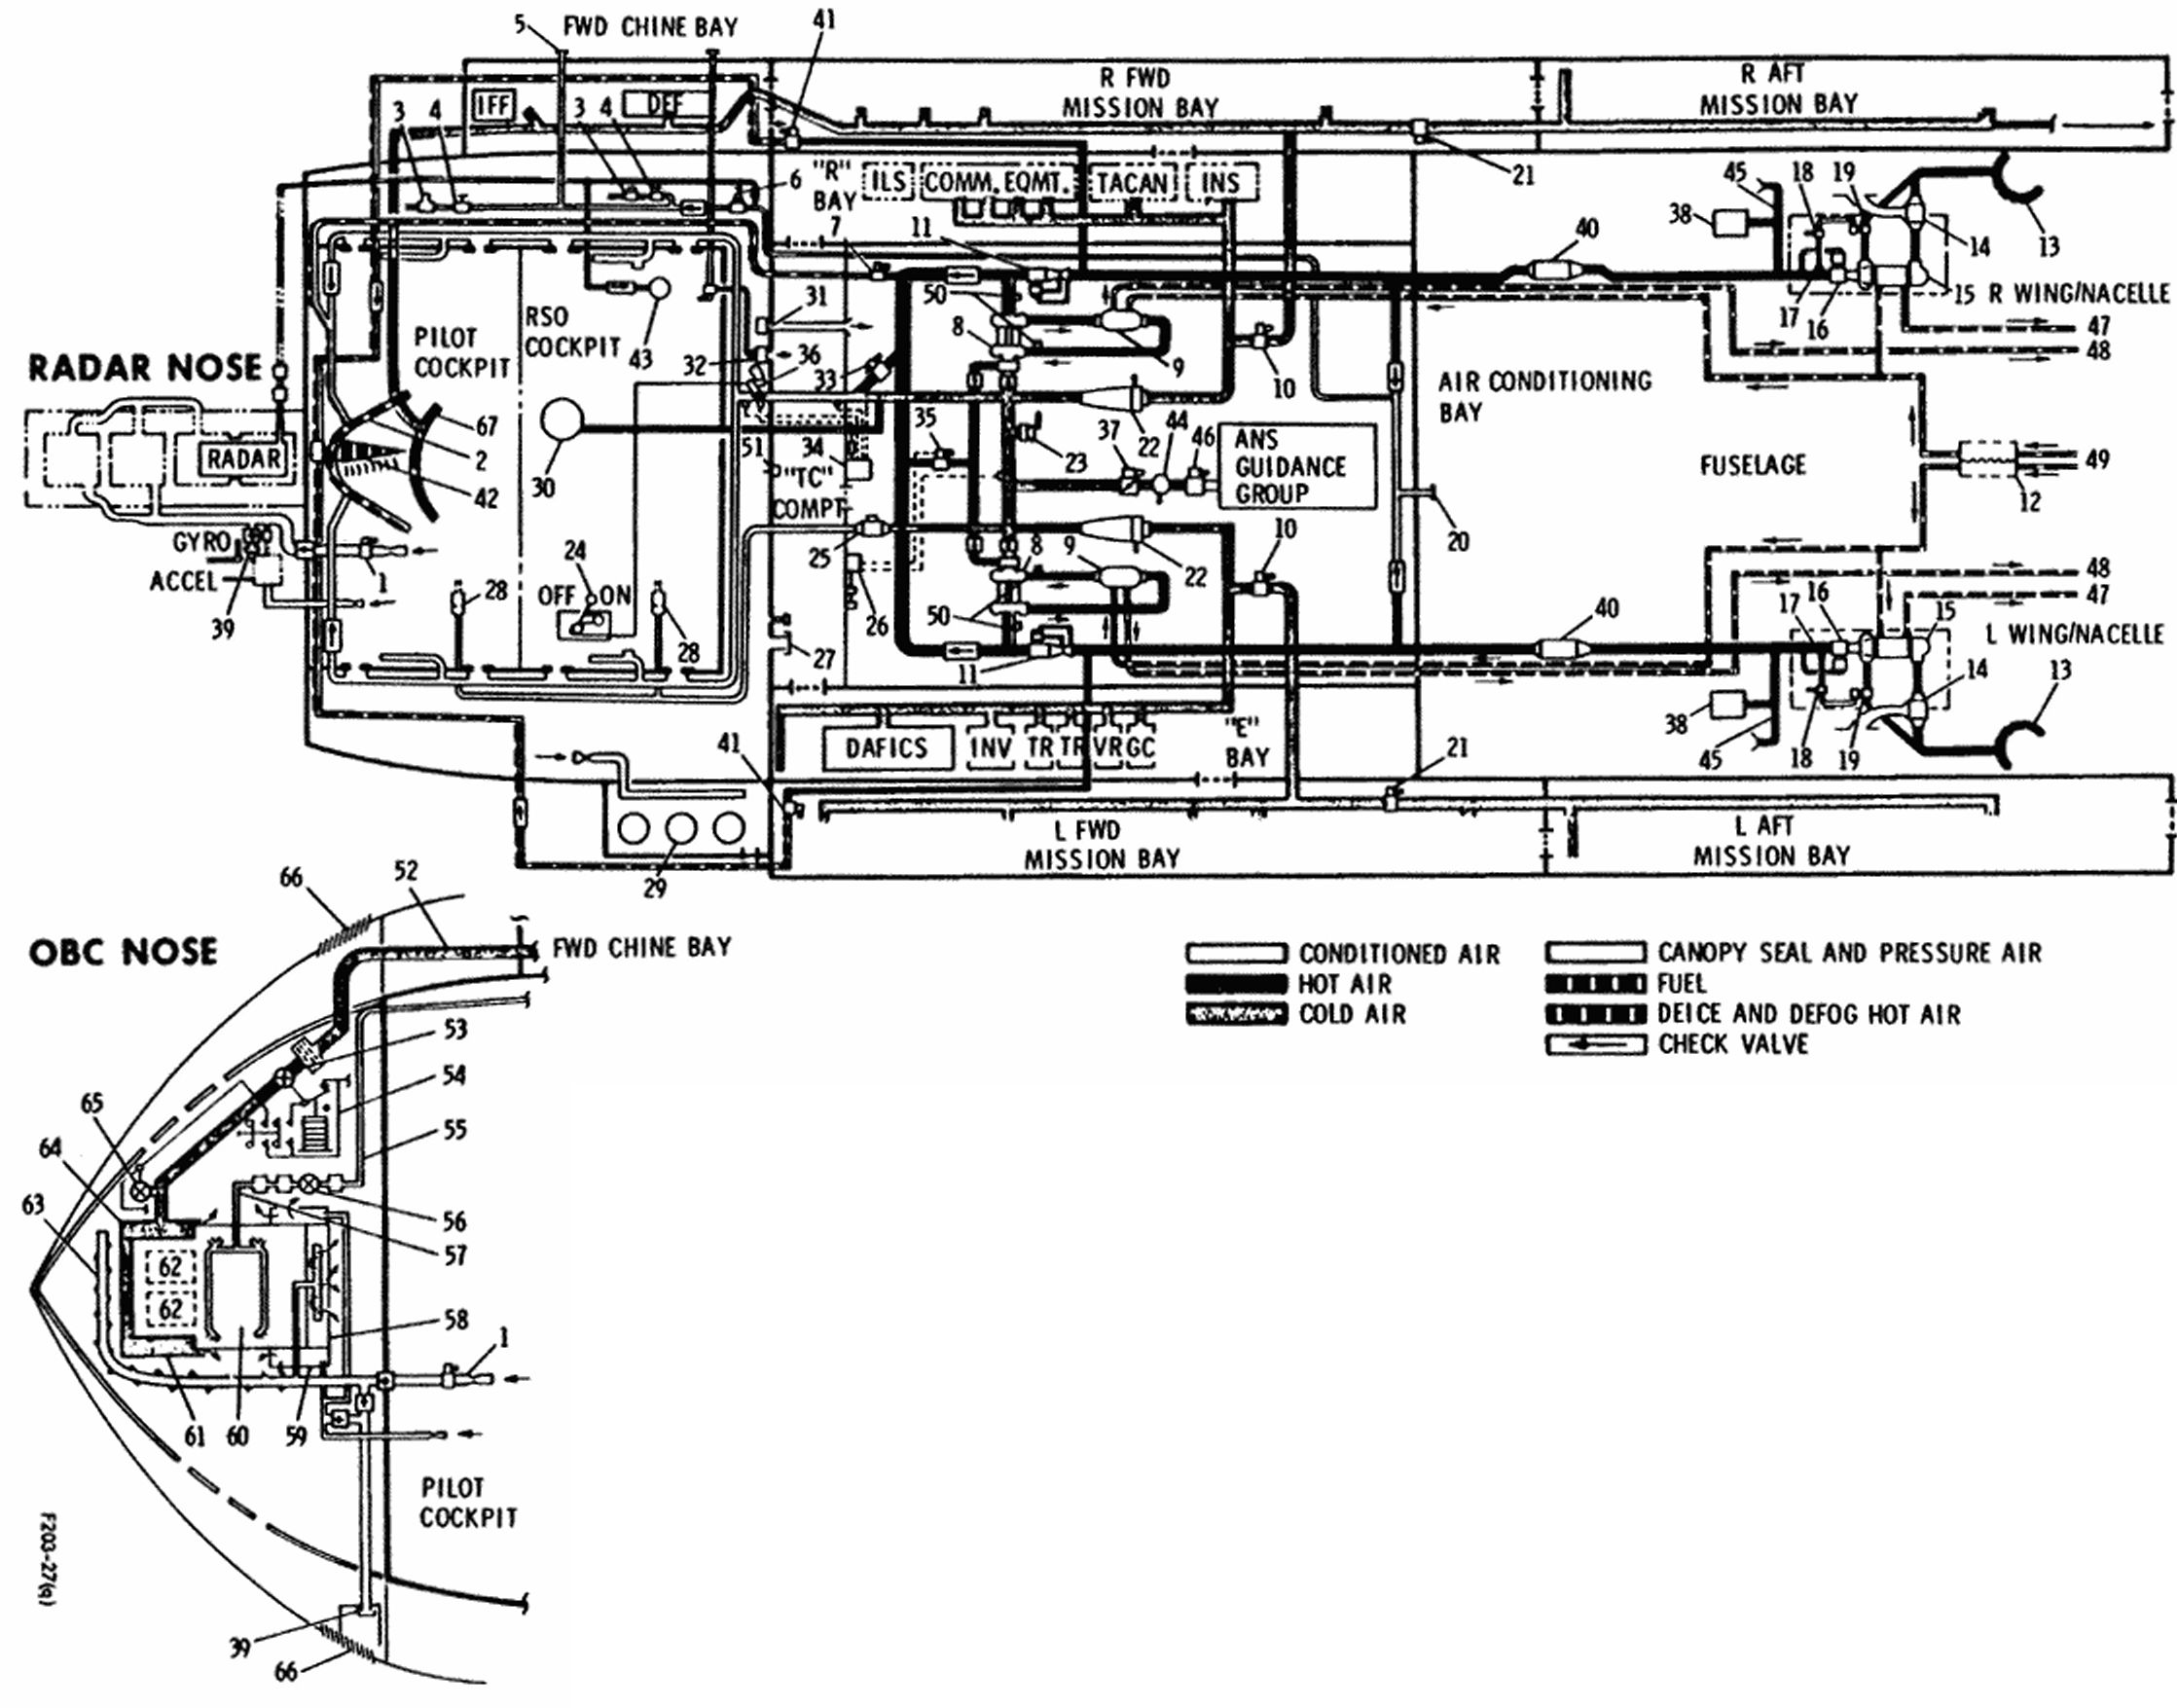 5 FWD CHINE BAY 41
R FWD MISSION BAY
R AFT MISSION BAY
IFF
DEF
3 4 3 4
6
"R" BAY
ILS
COMM. EQMT.
TACAN
INS
21
45 18 19
38
13
14
7
11
40
31
50
8
9
10
15 R WING/NACELLE
17 16
47
48
RADAR NOSE
PILOT COCKPIT
RSO COCKPIT
43
32
36
33
AIR CONDITIONING BAY
67
2
42
30
RADAR
51
34
"TC" COMPT
35
22
23
37
44
46
ANS GUIDANCE GROUP
FUSELAGE
49
12
GYRO
ACCEL
39
1
24
OFF ON
28
28
25
26
27
8
9
10
22
50
11
20
40
48
47
16
17
15
L WING/NACELLE
14
13
38
45
18
19
DAFICS
INV
TR
TR
VR
GC
"E" BAY
41
21
29
L FWD MISSION BAY
L AFT MISSION BAY
66
52
OBC NOSE
FWD CHINE BAY
53
54
65
64
55
63
56
57
62
62
58
1
61
60
59
PILOT COCKPIT
39
66
F203-27(q)
CONDITIONED AIR
HOT AIR
COLD AIR
CANOPY SEAL AND PRESSURE AIR
FUEL
DEICE AND DEFOG HOT AIR
CHECK VALVE